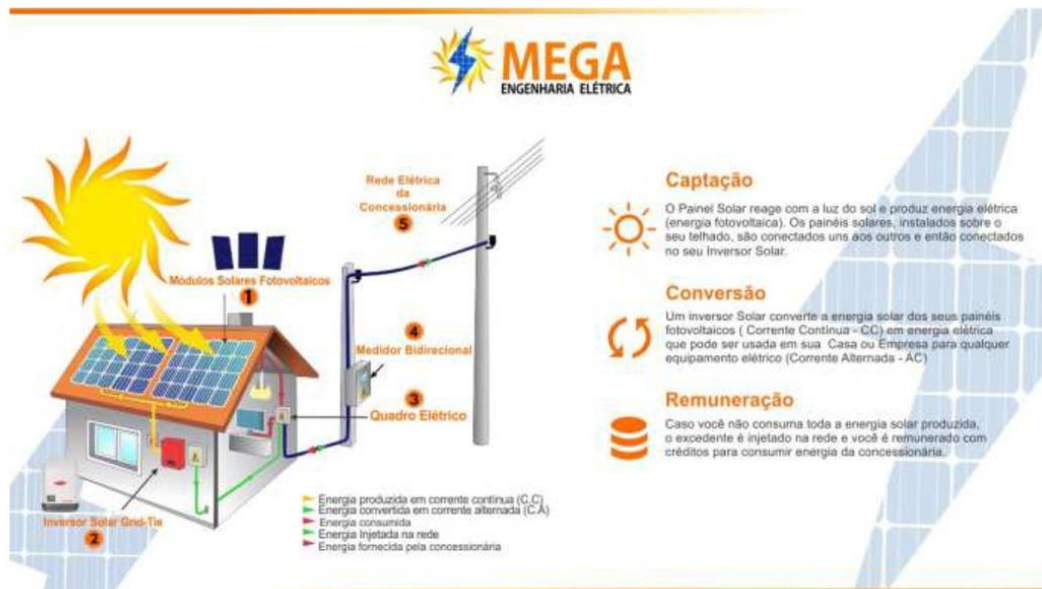 MEGA
ENGENHARIA ELÉTRICA
Rede Elétrica
da
Concessionária
5
Módulos Solares Fotovoltaicos
1
4
Medidor Bidirecional
3
Quadro Elétrico
Inversor Solar Grid-Tie
2
Energia produzida em corrente contínua (C.C)
Energia convertida em corrente alternada (C.A)
Energia consumida
Energia Injetada na rede
Energia fornecida pela concessionária
Captação
O Painel Solar reage com a luz do sol e produz energia elétrica
(energia fotovoltaica). Os painéis solares, instalados sobre o
seu telhado, são conectados uns aos outros e então conectados
no seu Inversor Solar.
Conversão
Um inversor Solar converte a energia solar dos seus painéis
fotovoltaicos ( Corrente Contínua - CC) em energia elétrica
que pode ser usada em sua Casa ou Empresa para qualquer
equipamento elétrico (Corrente Alternada - AC)
Remuneração
Caso você não consuma toda a energia solar produzida,
o excedente é injetado na rede e você é remunerado com
créditos para consumir energia da concessionária.